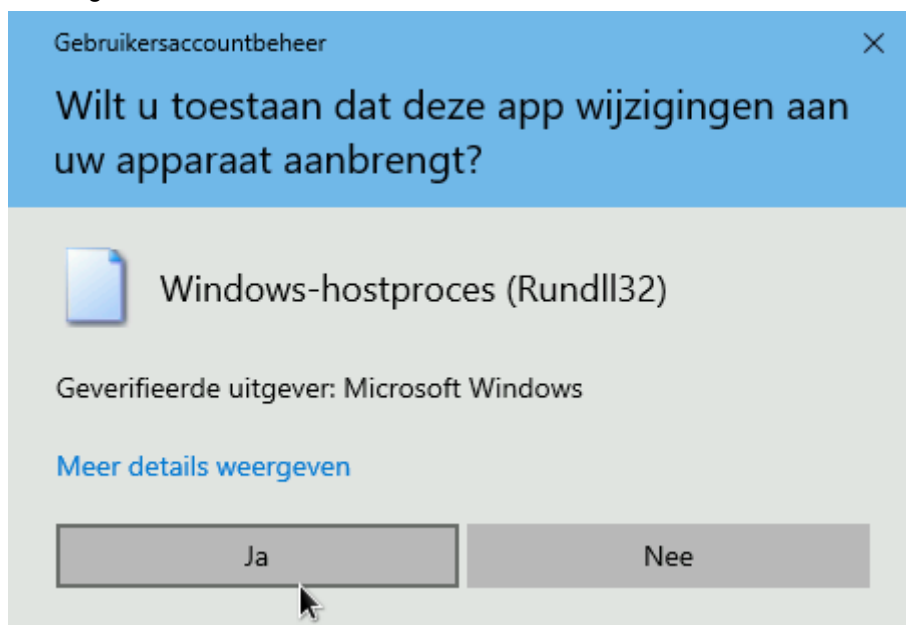 Gebruikersaccountbeheer
Wilt u toestaan dat deze app wijzigingen aan
uw apparaat aanbrengt?
Windows-hostproces (Rundll32)
Geverifieerde uitgever: Microsoft Windows
Meer details weergeven
Ja
Nee